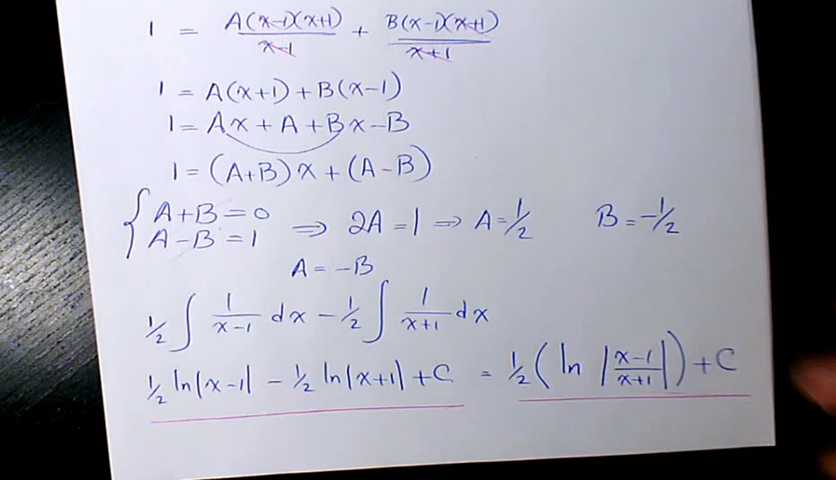 1 = A(x-1)(x+1)/x-1 + B(x-1)(x+1)/x+1
1 = A(x+1) + B(x-1)
1 = Ax + A + Bx - B
1 = (A+B)x + (A-B)
{ A+B = 0
A-B = 1 ⇒ 2A = 1 ⇒ A = 1/2 B = -1/2
A = -B
1/2 ∫ 1/x-1 dx - 1/2 ∫ 1/x+1 dx
1/2 ln|x-1| - 1/2 ln|x+1| + C = 1/2 ( ln |x-1/x+1| ) + C